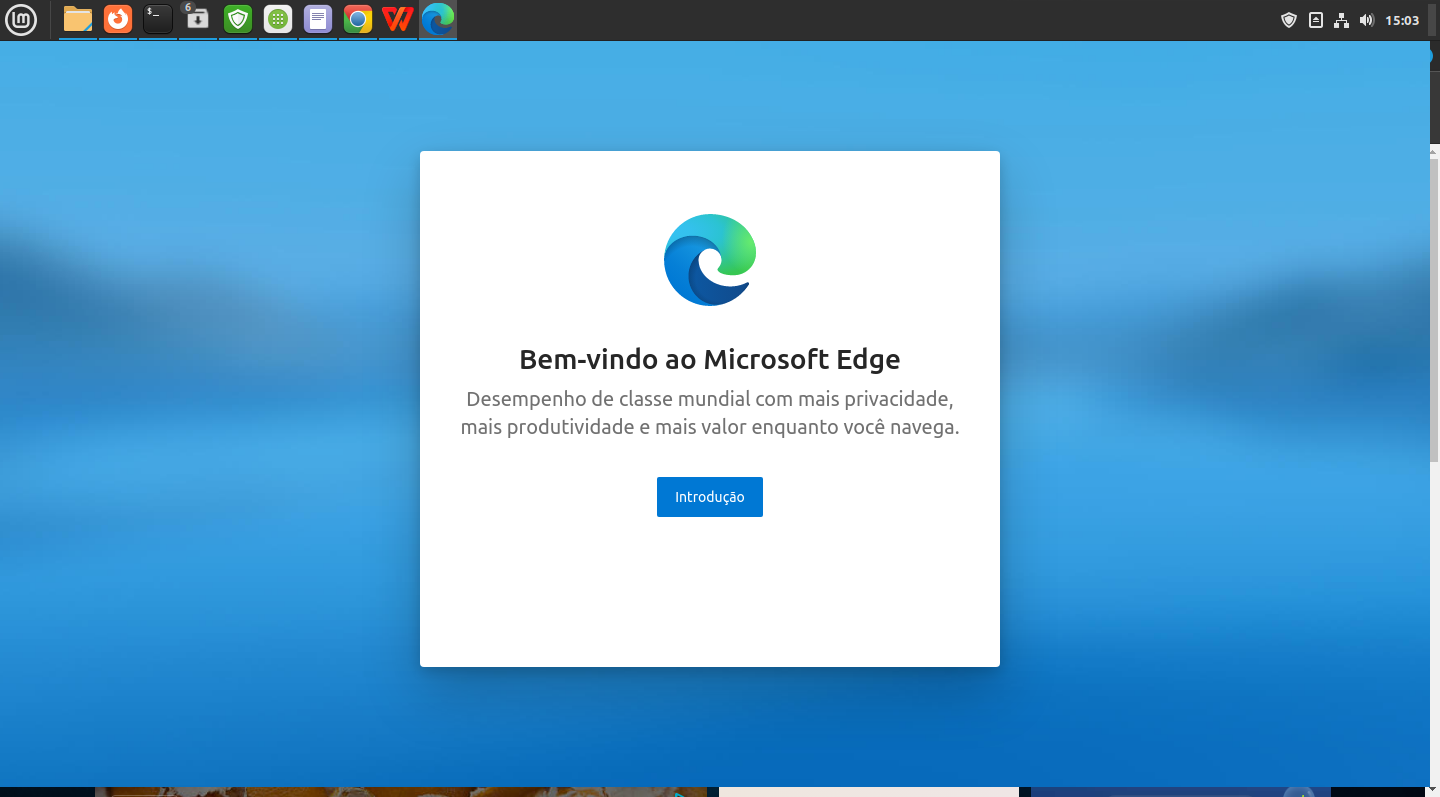 $_
6
15:03
Bem-vindo ao Microsoft Edge
Desempenho de classe mundial com mais privacidade,
mais produtividade e mais valor enquanto você navega.
Introdução